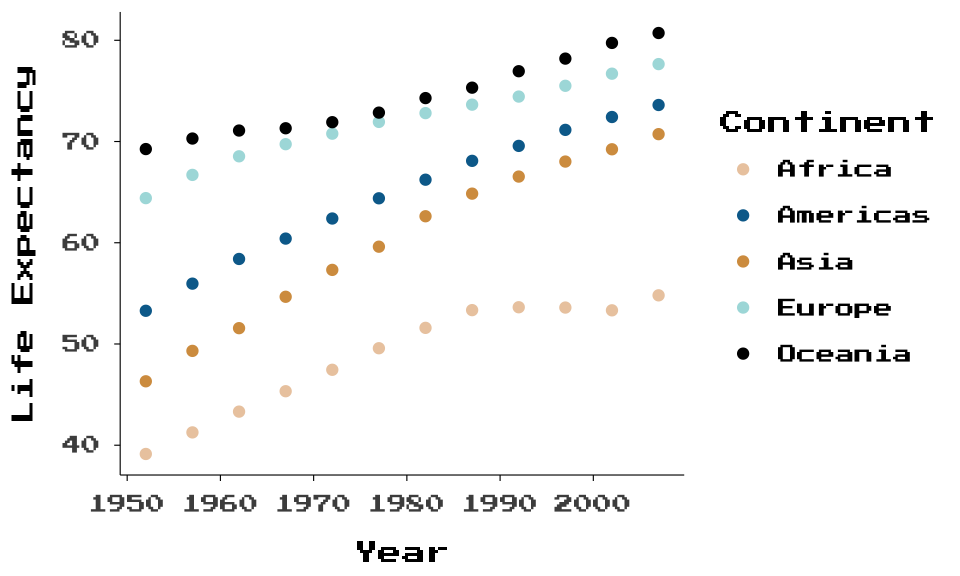 Life Expectancy
80
70
60
50
40
1950 1960 1970 1980 1990 2000
Year
Continent
Africa
Americas
Asia
Europe
Oceania